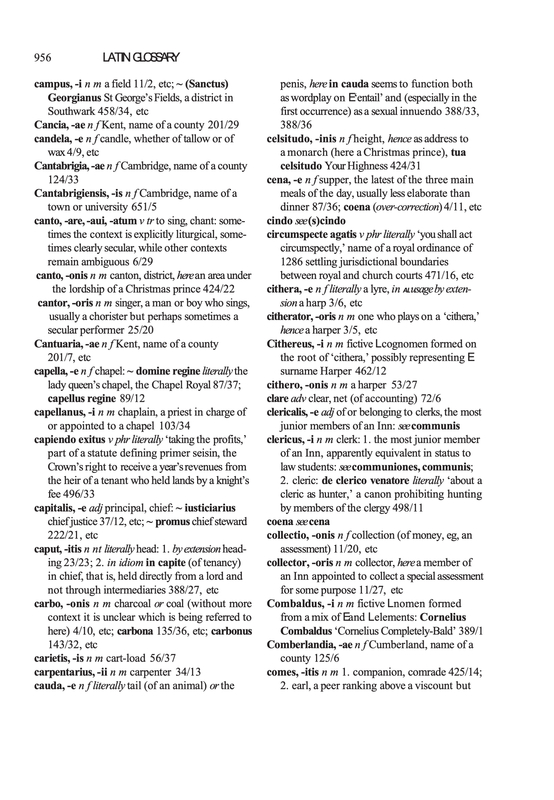 956 LATIN GLOSSARY
campus, -i n m a field 11/2, etc; ~ (Sanctus)
Georgianus St George's Fields, a district in
Southwark 458/34, etc
Cancia, -ae n f Kent, name of a county 201/29
candela, -e n f candle, whether of tallow or of
wax 4/9, etc
Cantabrigia, -ae n f Cambridge, name of a county
124/33
Cantabrigiensis, -is n f Cambridge, name of a
town or university 651/5
canto, -are, -aui, -atum v tr to sing, chant: some-
times the context is explicitly liturgical, some-
times clearly secular, while other contexts
remain ambiguous 6/29
canto, -onis n m canton, district, here an area under
the lordship of a Christmas prince 424/22
cantor, -oris n m singer, a man or boy who sings,
usually a chorister but perhaps sometimes a
secular performer 25/20
Cantuaria, -ae n f Kent, name of a county
201/7, etc
capella, -e n f chapel: ~ domine regine literally the
lady queen's chapel, the Chapel Royal 87/37;
capellus regine 89/12
capellanus, -i n m chaplain, a priest in charge of
or appointed to a chapel 103/34
capiendo exitus v phr literally 'taking the profits,'
part of a statute defining primer seisin, the
Crown's right to receive a year's revenues from
the heir of a tenant who held lands by a knight's
fee 496/33
capitalis, -e adj principal, chief: ~ iusticiarius
chief justice 37/12, etc; ~ promus chief steward
222/21, etc
caput, -itis n nt literally head: 1. by extension head-
ing 23/23; 2. in idiom in capite (of tenancy)
in chief, that is, held directly from a lord and
not through intermediaries 388/27, etc
carbo, -onis n m charcoal or coal (without more
context it is unclear which is being referred to
here) 4/10, etc; carbona 135/36, etc; carbonus
143/32, etc
carietis, -is n m cart-load 56/37
carpentarius, -ii n m carpenter 34/13
cauda, -e n f literally tail (of an animal) or the
penis, here in cauda seems to function both
as wordplay on E 'entail' and (especially in the
first occurrence) as a sexual innuendo 388/33,
388/36
celsitudo, -inis n f height, hence as address to
a monarch (here a Christmas prince), tua
celsitudo Your Highness 424/31
cena, -e n f supper, the latest of the three main
meals of the day, usually less elaborate than
dinner 87/36; coena (over-correction) 4/11, etc
cindo see (s)cindo
circumspecte agatis v phr literally 'you shall act
circumspectly,' name of a royal ordinance of
1286 settling jurisdictional boundaries
between royal and church courts 471/16, etc
cithera, -e n f literally a lyre, in AL usage by exten-
sion a harp 3/6, etc
citherator, -oris n m one who plays on a 'cithea,'
hence a harper 3/5, etc
Cithereus, -i n m fictive L cognomen formed on
the root of 'cithera,' possibly representing E
surname Harper 462/12
cithero, -onis n m a harper 53/27
clare adv clear, net (of accounting) 72/6
clericalis, -e adj of or belonging to clerks, the most
junior members of an Inn: see communis
clericus, -i n m clerk: 1. the most junior member
of an Inn, apparently equivalent in status to
law students: see communiones, communis;
2. cleric: de clerico venatore literally 'about a
cleric as hunter,' a canon prohibiting hunting
by members of the clergy 498/11
coena see cena
collectio, -onis n f collection (of money, eg, an
assessment) 11/20, etc
collector, -oris n m collector, here a member of
an Inn appointed to collect a special assessment
for some purpose 11/27, etc
Combaldus, -i n m fictive L nomen formed
from a mix of E and L elements: Cornelius
Combaldus 'Cornelius Completely-Bald' 389/1
Comberlandia, -ae n f Cumberland, name of a
county 125/6
comes, -itis n m 1. companion, comrade 425/14;
2. earl, a peer ranking above a viscount but